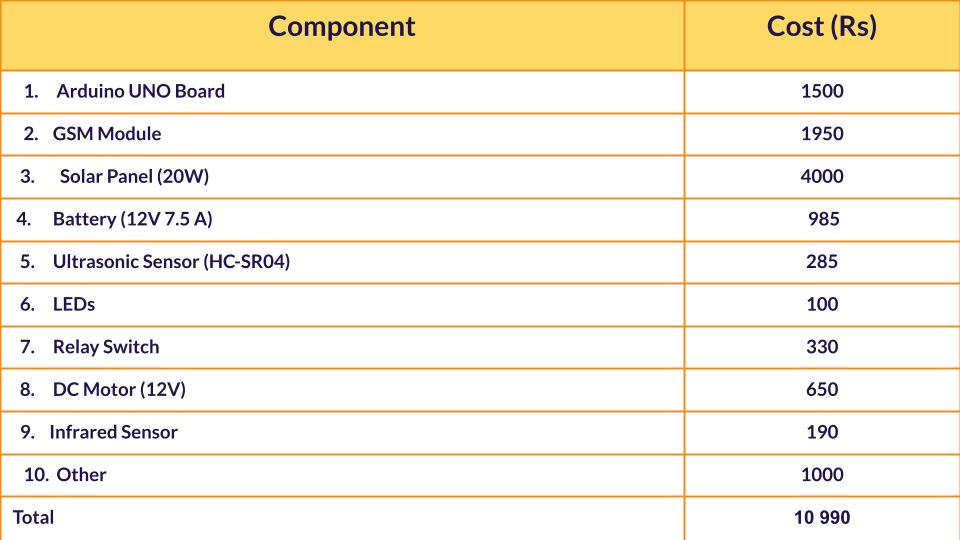 Component Cost (Rs)
1. Arduino UNO Board 1500
2. GSM Module 1950
3. Solar Panel (20W) 4000
4. Battery (12V 7.5 A) 985
5. Ultrasonic Sensor (HC-SR04) 285
6. LEDs 100
7. Relay Switch 330
8. DC Motor (12V) 650
9. Infrared Sensor 190
10. Other 1000
Total 10 990